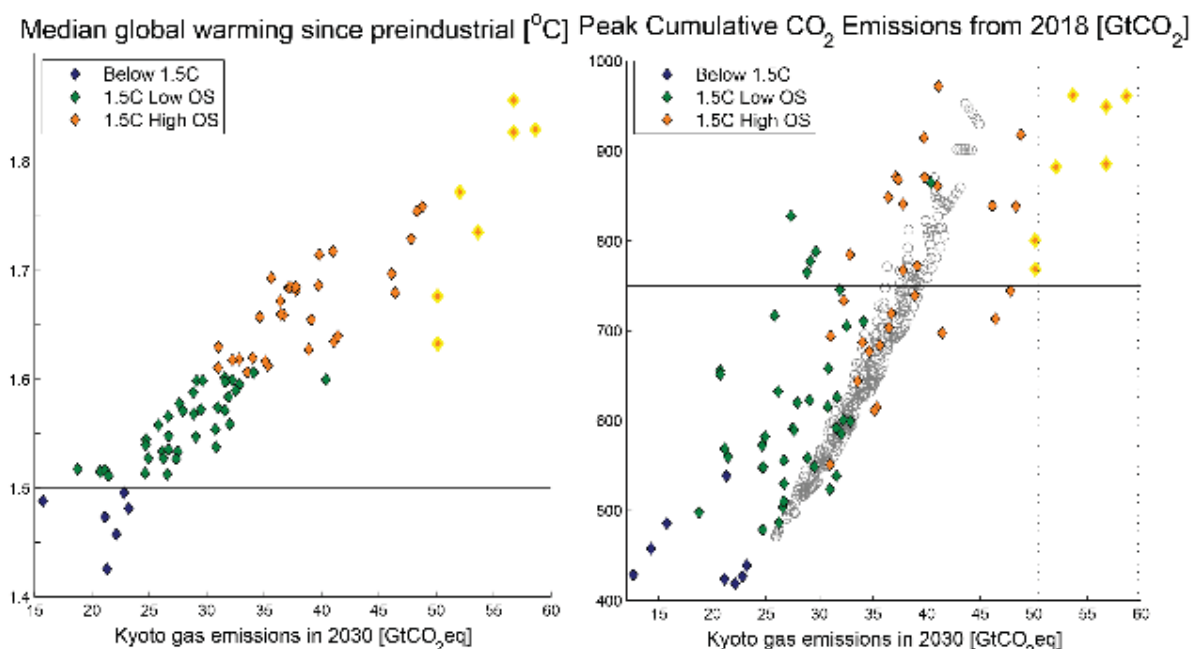 Median global warming since preindustrial [°C]
Below 1.5C
1.5C Low OS
1.5C High OS
1.8
1.7
1.6
1.5
1.4
15 20 25 30 35 40 45 50 55 60
Kyoto gas emissions in 2030 [GtCO₂eq]
Peak Cumulative CO₂ Emissions from 2018 [GtCO₂]
1000
Below 1.5C
1.5C Low OS
1.5C High OS
900
800
700
600
500
400
15 20 25 30 35 40 45 50 55 60
Kyoto gas emissions in 2030 [GtCO₂eq]